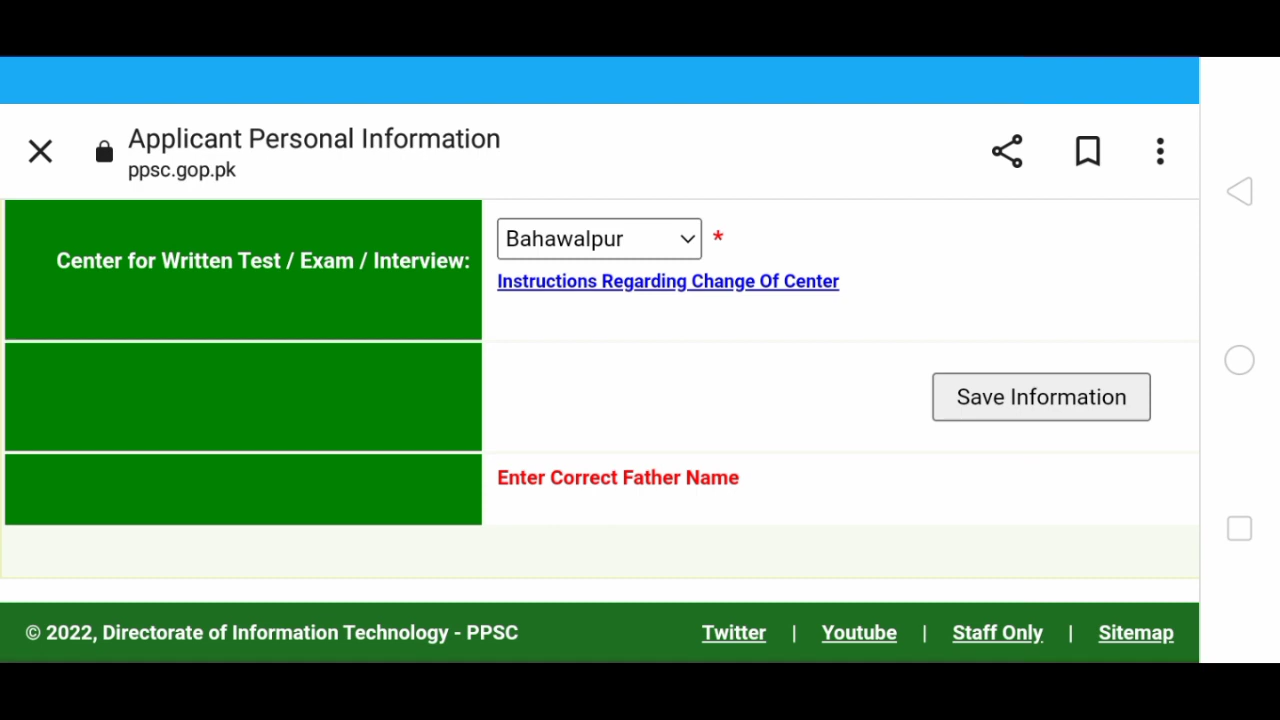 Applicant Personal Information
ppsc.gop.pk
Center for Written Test / Exam / Interview:
Bahawalpur *
Instructions Regarding Change Of Center
Save Information
Enter Correct Father Name
© 2022, Directorate of Information Technology - PPSC
Twitter | Youtube | Staff Only | Sitemap